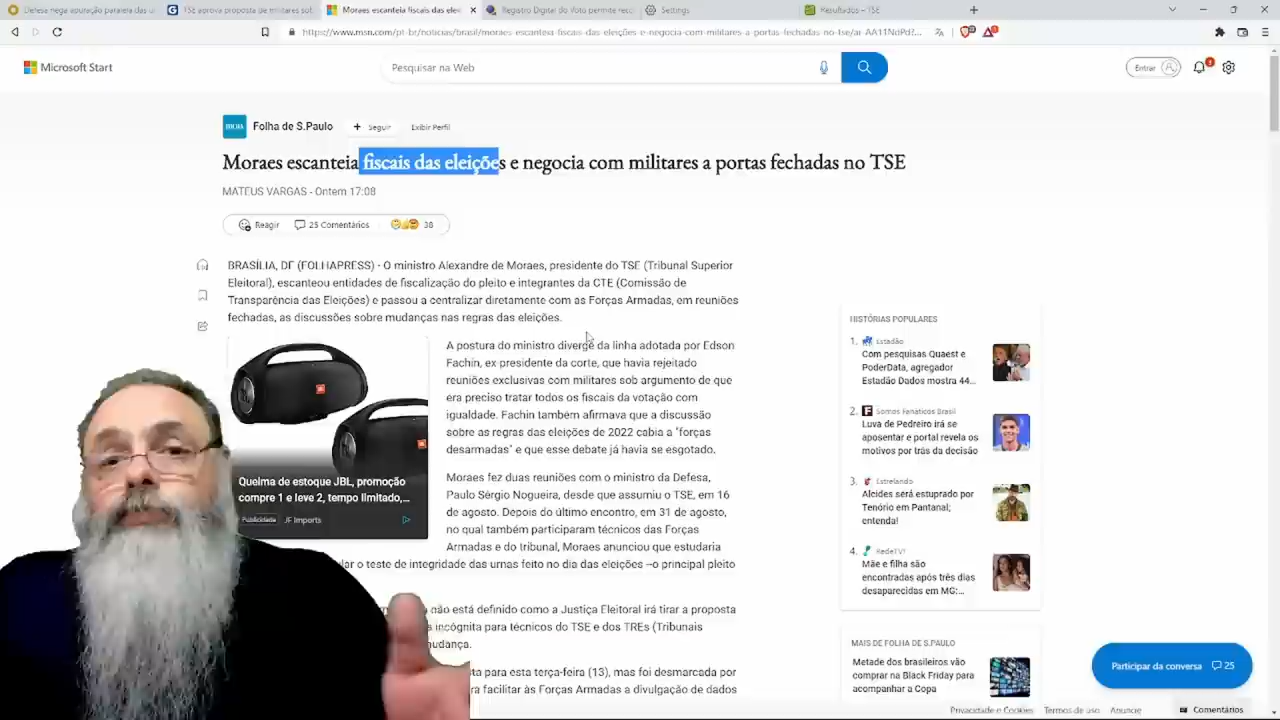 Defesa nega apuração paralela das u
TSE aprova proposta de militares sob
Moraes escanteia fiscais das eleiç
Registro Digital do Voto permite reco
Settings
Resultados – TSE
https://www.msn.com/pt-br/noticias/brasil/moraes-escanteia-fiscais-das-eleições-e-negocia-com-militares-a-portas-fechadas-no-tse/ar-AA11NdPd?...
Microsoft Start
Pesquisar na Web
Entrar
Folha de S.Paulo
+ Seguir
Exibir Perfil
Moraes escanteia fiscais das eleições e negocia com militares a portas fechadas no TSE
MATEUS VARGAS - Ontem 17:08
Reagir
25 Comentários
38
BRASÍLIA, DF (FOLHAPRESS) - O ministro Alexandre de Moraes, presidente do TSE (Tribunal Superior
Eleitoral), escanteou entidades de fiscalização do pleito e integrantes da CTE (Comissão de
Transparência das Eleições) e passou a centralizar diretamente com as Forças Armadas, em reuniões
fechadas, as discussões sobre mudanças nas regras das eleições.
A postura do ministro diverge da linha adotada por Edson
Fachin, ex presidente da corte, que havia rejeitado
reuniões exclusivas com militares sob argumento de que
era preciso tratar todos os fiscais da votação com
igualdade. Fachin também afirmava que a discussão
sobre as regras das eleições de 2022 cabia a "forças
desarmadas" e que esse debate já havia se esgotado.
Queima de estoque JBL, promoção
compre 1 e leve 2, tempo limitado,...
Publicidade
JF Imports
Moraes fez duas reuniões com o ministro da Defesa,
Paulo Sérgio Nogueira, desde que assumiu o TSE, em 16
de agosto. Depois do último encontro, em 31 de agosto,
no qual também participaram técnicos das Forças
Armadas e do tribunal, Moraes anunciou que estudaria
lar o teste de integridade das urnas feito no dia das eleições –o principal pleito
não está definido como a Justiça Eleitoral irá tirar a proposta
incógnita para técnicos do TSE e dos TREs (Tribunais
mudança.
ta para esta terça-feira (13), mas foi desmarcada por
ra facilitar às Forças Armadas a divulgação de dados
HISTÓRIAS POPULARES
1.
Estadão
Com pesquisas Quaest e
PoderData, agregador
Estadão Dados mostra 44...
2.
Somos Fanáticos Brasil
Luva de Pedreiro irá se
aposentar e portal revela os
motivos por trás da decisão
3.
Estrelando
Alcides será estuprado por
Tenório em Pantanal;
entenda!
4.
RedeTV!
Mãe e filha são
encontradas após três dias
desaparecidas em MG:...
MAIS DE FOLHA DE S.PAULO
Metade dos brasileiros vão
comprar na Black Friday para
acompanhar a Copa
Participar da conversa 25
Privacidade e Cookies
Termos de uso
Anuncie
Comentários